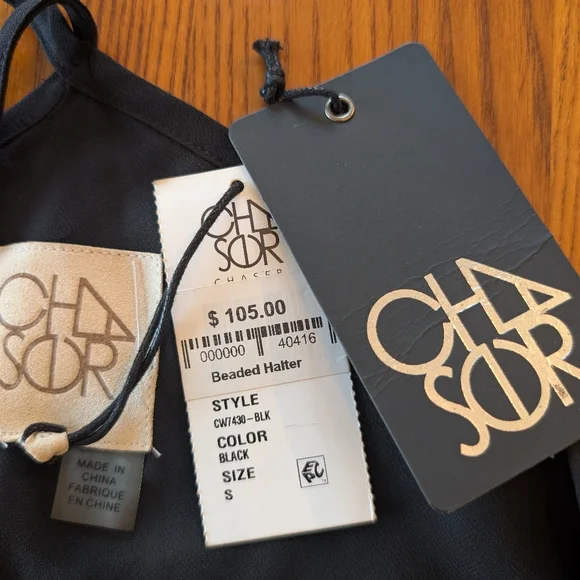 CHA
SOR
MADE IN
CHINA
FABRIQUE
EN CHINE
CHA
SOR
CHASER
$ 105.00
000000 40416
Beaded Halter
STYLE
CW7430-BLK
COLOR
BLACK
SIZE
S
EPC
CHA
SOR